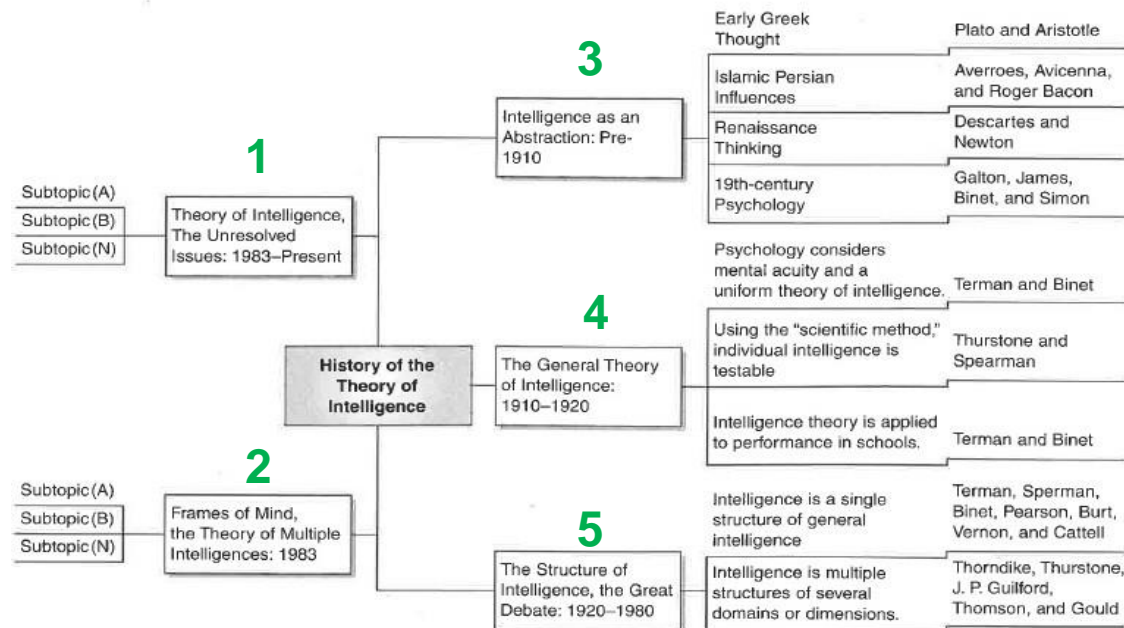 1
Subtopic (A)
Subtopic (B)
Subtopic (N)
Theory of Intelligence,
The Unresolved
Issues: 1983–Present
2
Subtopic (A)
Subtopic (B)
Subtopic (N)
Frames of Mind,
the Theory of Multiple
Intelligences: 1983
History of the
Theory of
Intelligence
3
Intelligence as an
Abstraction: Pre-
1910
Early Greek
Thought
Plato and Aristotle
Islamic Persian
Influences
Averroes, Avicenna,
and Roger Bacon
Renaissance
Thinking
Descartes and
Newton
19th-century
Psychology
Galton, James,
Binet, and Simon
4
The General Theory
of Intelligence:
1910–1920
Psychology considers
mental acuity and a
uniform theory of intelligence.
Terman and Binet
Using the “scientific method,”
individual intelligence is
testable
Thurstone and
Spearman
Intelligence theory is applied
to performance in schools.
Terman and Binet
5
The Structure of
Intelligence, the Great
Debate: 1920–1980
Intelligence is a single
structure of general
intelligence
Terman, Sperman,
Binet, Pearson, Burt,
Vernon, and Cattell
Intelligence is multiple
structures of several
domains or dimensions.
Thorndike, Thurstone,
J. P. Guilford,
Thomson, and Gould